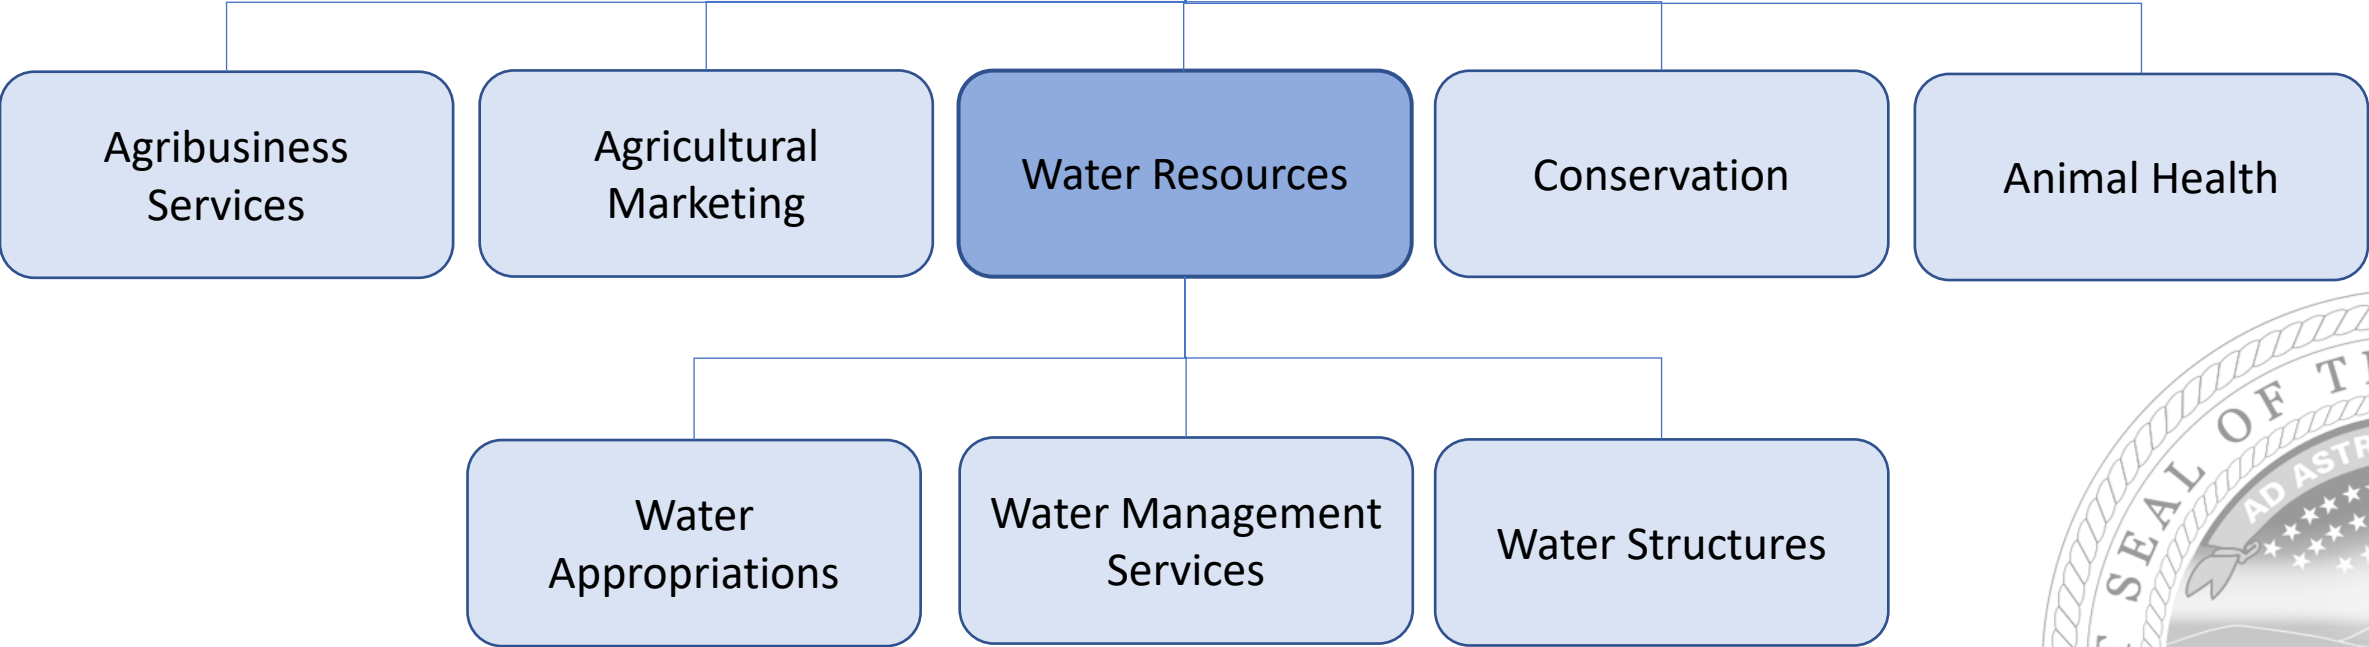 Agribusiness
Services
Agricultural
Marketing
Water Resources
Conservation
Animal Health
Water
Appropriations
Water Management
Services
Water Structures
SEAL OF
AD